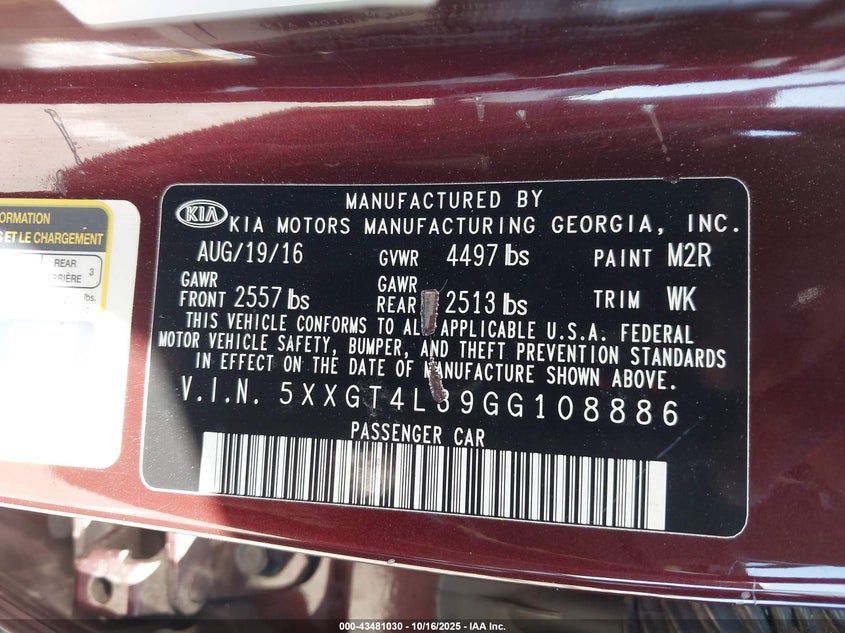 ORMATION
S ET LE CHARGEMENT
REAR
RRIÈRE
3
lbs.
KIA
MANUFACTURED BY
KIA MOTORS MANUFACTURING GEORGIA, INC.
AUG/19/16 GVWR 4497 lbs PAINT M2R
GAWR FRONT 2557 lbs GAWR REAR 2513 lbs TRIM WK
THIS VEHICLE CONFORMS TO ALL APPLICABLE U.S.A. FEDERAL
MOTOR VEHICLE SAFETY, BUMPER, AND THEFT PREVENTION STANDARDS
IN EFFECT ON THE DATE OF MANUFACTURE SHOWN ABOVE.
V.I.N. 5XXGT4L39GG108886
PASSENGER CAR
000-43481030 - 10/16/2025 - IAA Inc.